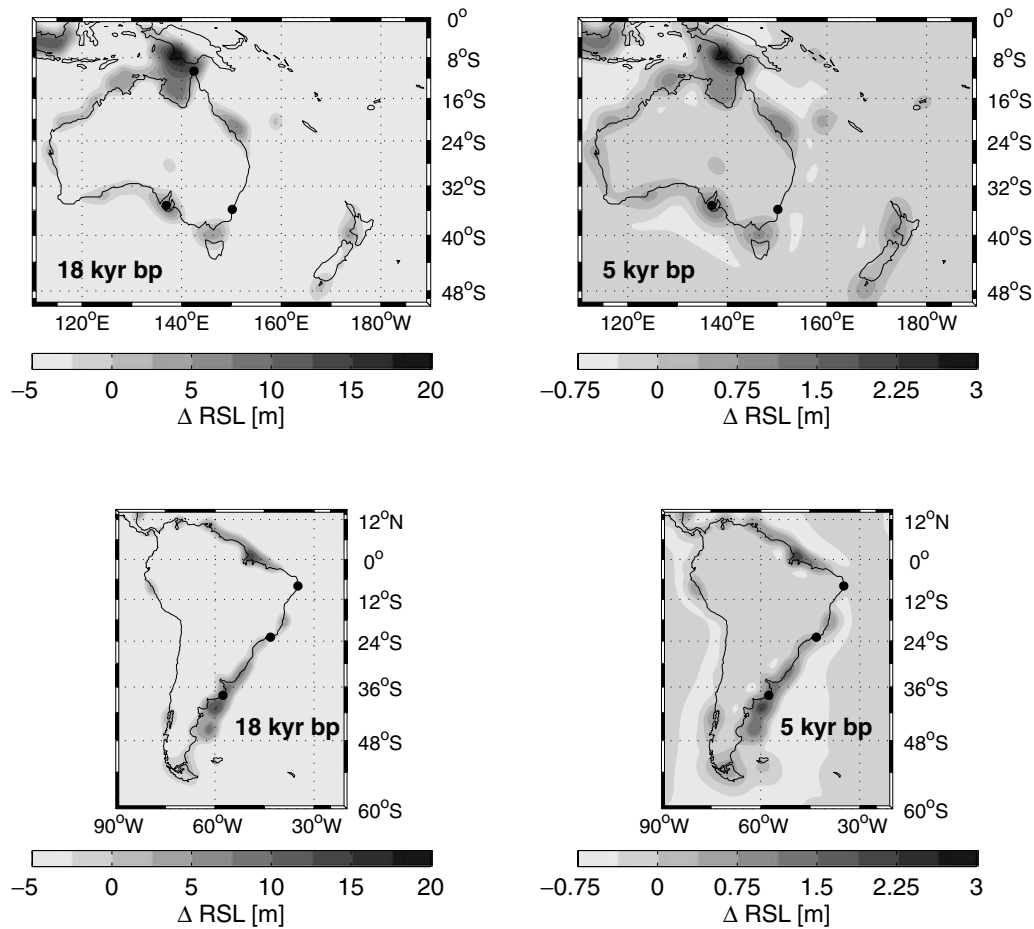 0°
8°S
16°S
24°S
32°S
40°S
48°S
18 kyr bp
120°E 140°E 160°E 180°W
−5 0 5 10 15 20
Δ RSL [m]
0°
8°S
16°S
24°S
32°S
40°S
48°S
5 kyr bp
120°E 140°E 160°E 180°W
−0.75 0 0.75 1.5 2.25 3
Δ RSL [m]
12°N
0°
12°S
24°S
36°S
48°S
60°S
18 kyr bp
90°W 60°W 30°W
−5 0 5 10 15 20
Δ RSL [m]
12°N
0°
12°S
24°S
36°S
48°S
60°S
5 kyr bp
90°W 60°W 30°W
−0.75 0 0.75 1.5 2.25 3
Δ RSL [m]